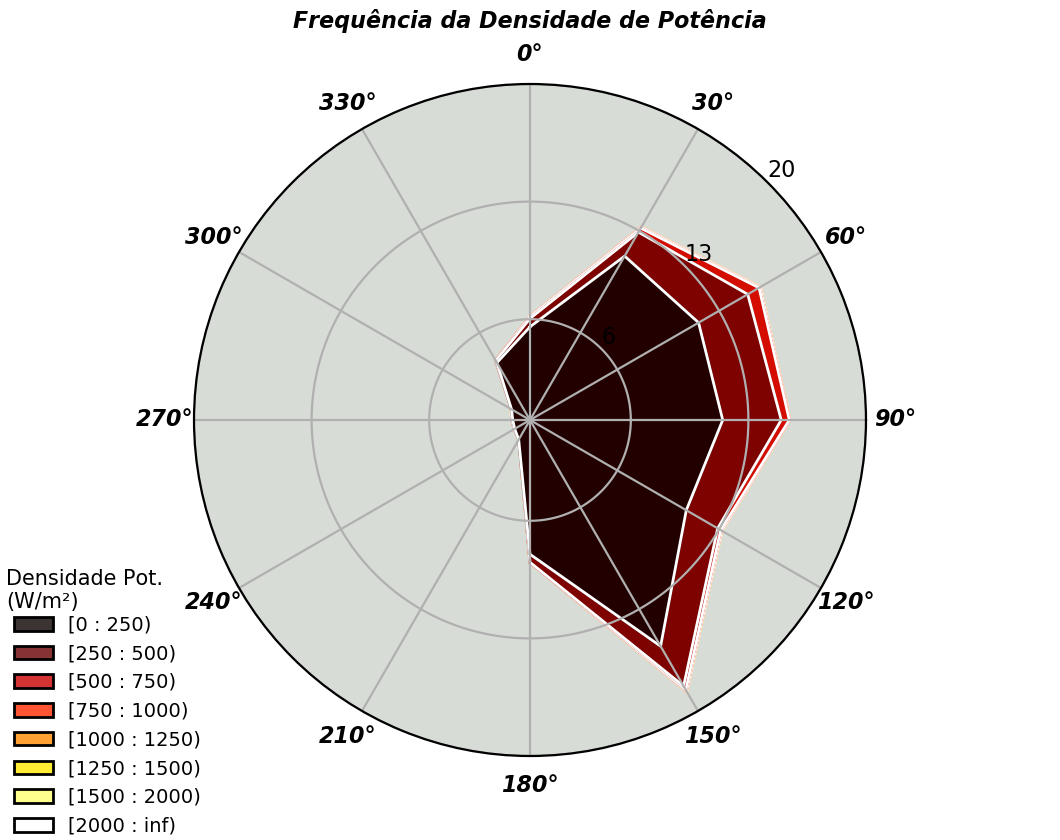 Frequência da Densidade de Potência
0°
330°
30°
20
300°
60°
13
6
270°
90°
240°
120°
210°
150°
180°
Densidade Pot.
(W/m²)
[0 : 250)
[250 : 500)
[500 : 750)
[750 : 1000)
[1000 : 1250)
[1250 : 1500)
[1500 : 2000)
[2000 : inf)